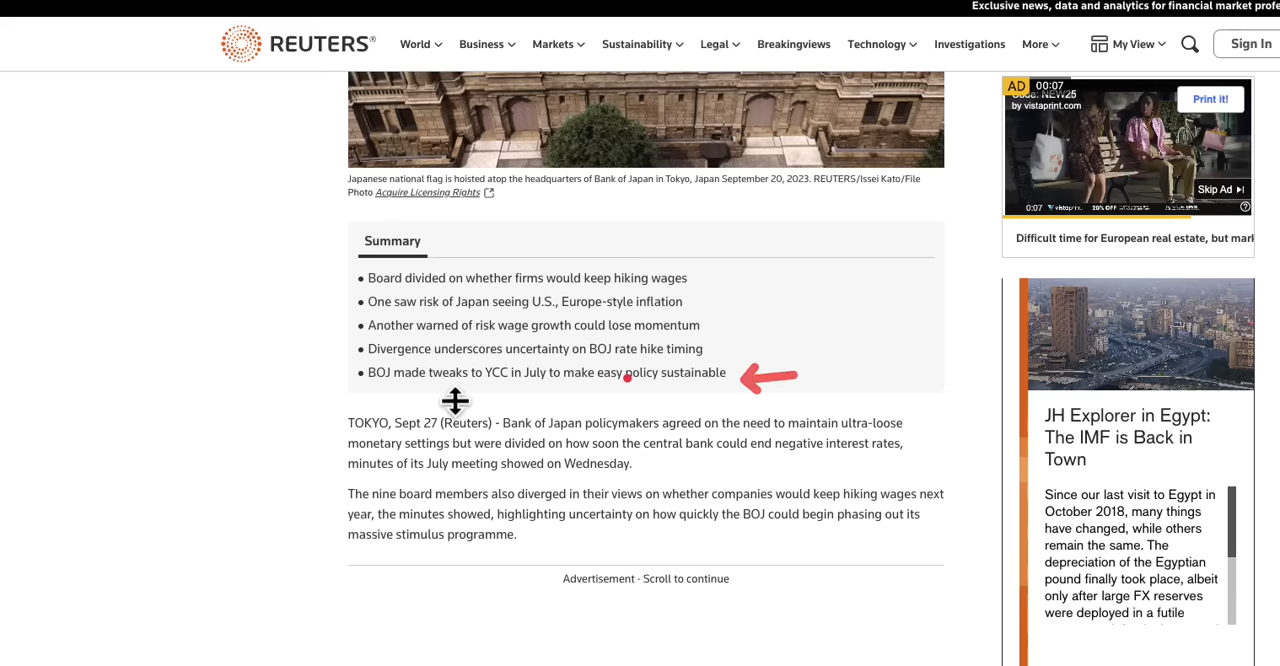 Exclusive news, data and analytics for financial market profe
REUTERS®
World Business Markets Sustainability Legal Breakingviews Technology Investigations More My View Sign In
Japanese national flag is hoisted atop the headquarters of Bank of Japan in Tokyo, Japan September 20, 2023. REUTERS/Issei Kato/File
Photo Acquire Licensing Rights
Summary
• Board divided on whether firms would keep hiking wages
• One saw risk of Japan seeing U.S., Europe-style inflation
• Another warned of risk wage growth could lose momentum
• Divergence underscores uncertainty on BOJ rate hike timing
• BOJ made tweaks to YCC in July to make easy policy sustainable
TOKYO, Sept 27 (Reuters) - Bank of Japan policymakers agreed on the need to maintain ultra-loose
monetary settings but were divided on how soon the central bank could end negative interest rates,
minutes of its July meeting showed on Wednesday.
The nine board members also diverged in their views on whether companies would keep hiking wages next
year, the minutes showed, highlighting uncertainty on how quickly the BOJ could begin phasing out its
massive stimulus programme.
Advertisement · Scroll to continue
AD 00:07
Code: NEW25
by vistaprint.com
Print it!
Skip Ad
0:07 vistaprint 25% OFF
Difficult time for European real estate, but mark
JH Explorer in Egypt:
The IMF is Back in
Town
Since our last visit to Egypt in
October 2018, many things
have changed, while others
remain the same. The
depreciation of the Egyptian
pound finally took place, albeit
only after large FX reserves
were deployed in a futile